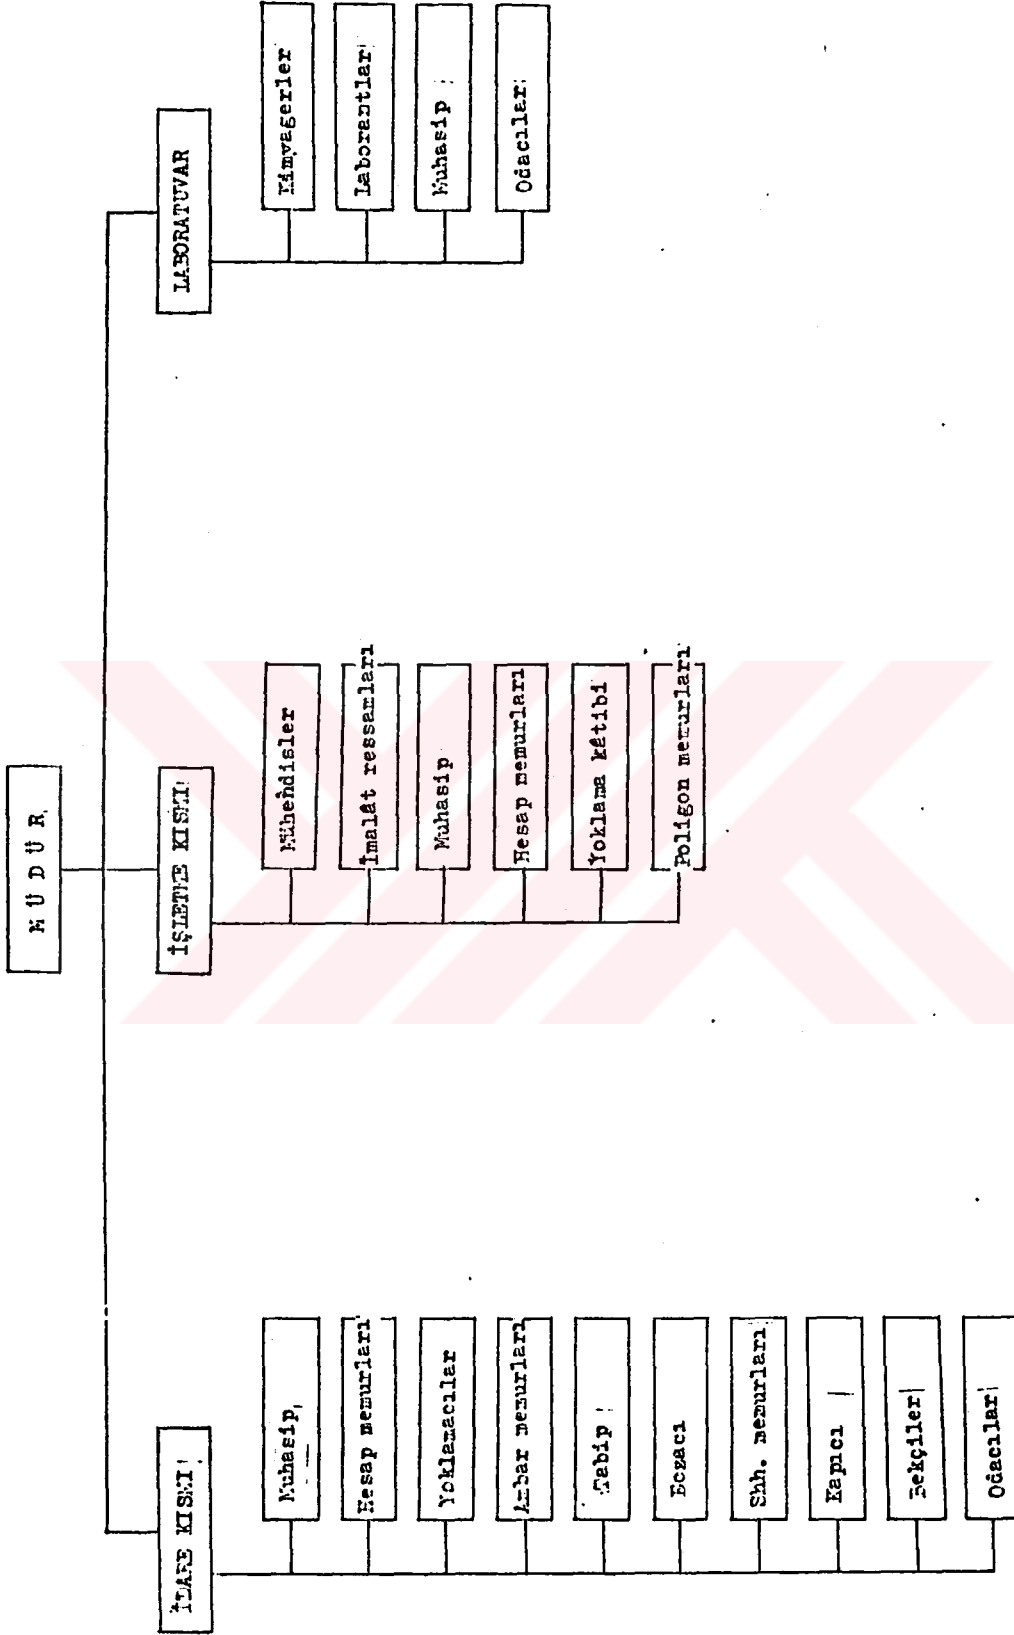 MÜDÜR
İDARE KISMI
Muhasip
Hesap memurları
Yoklamacılar
Ambar memurları
Tabip
Eczacı
Shh. memurları
Kapıcı
Bekçiler
Odacılar
İŞLETME KISMI
Mühendisler
İmalât ressamları
Muhasip
Hesap memurları
Yoklama kâtibi
Poligon memurları
LABORATUVAR
Kimyagerler
Laborantlar
Muhasip
Odacılar